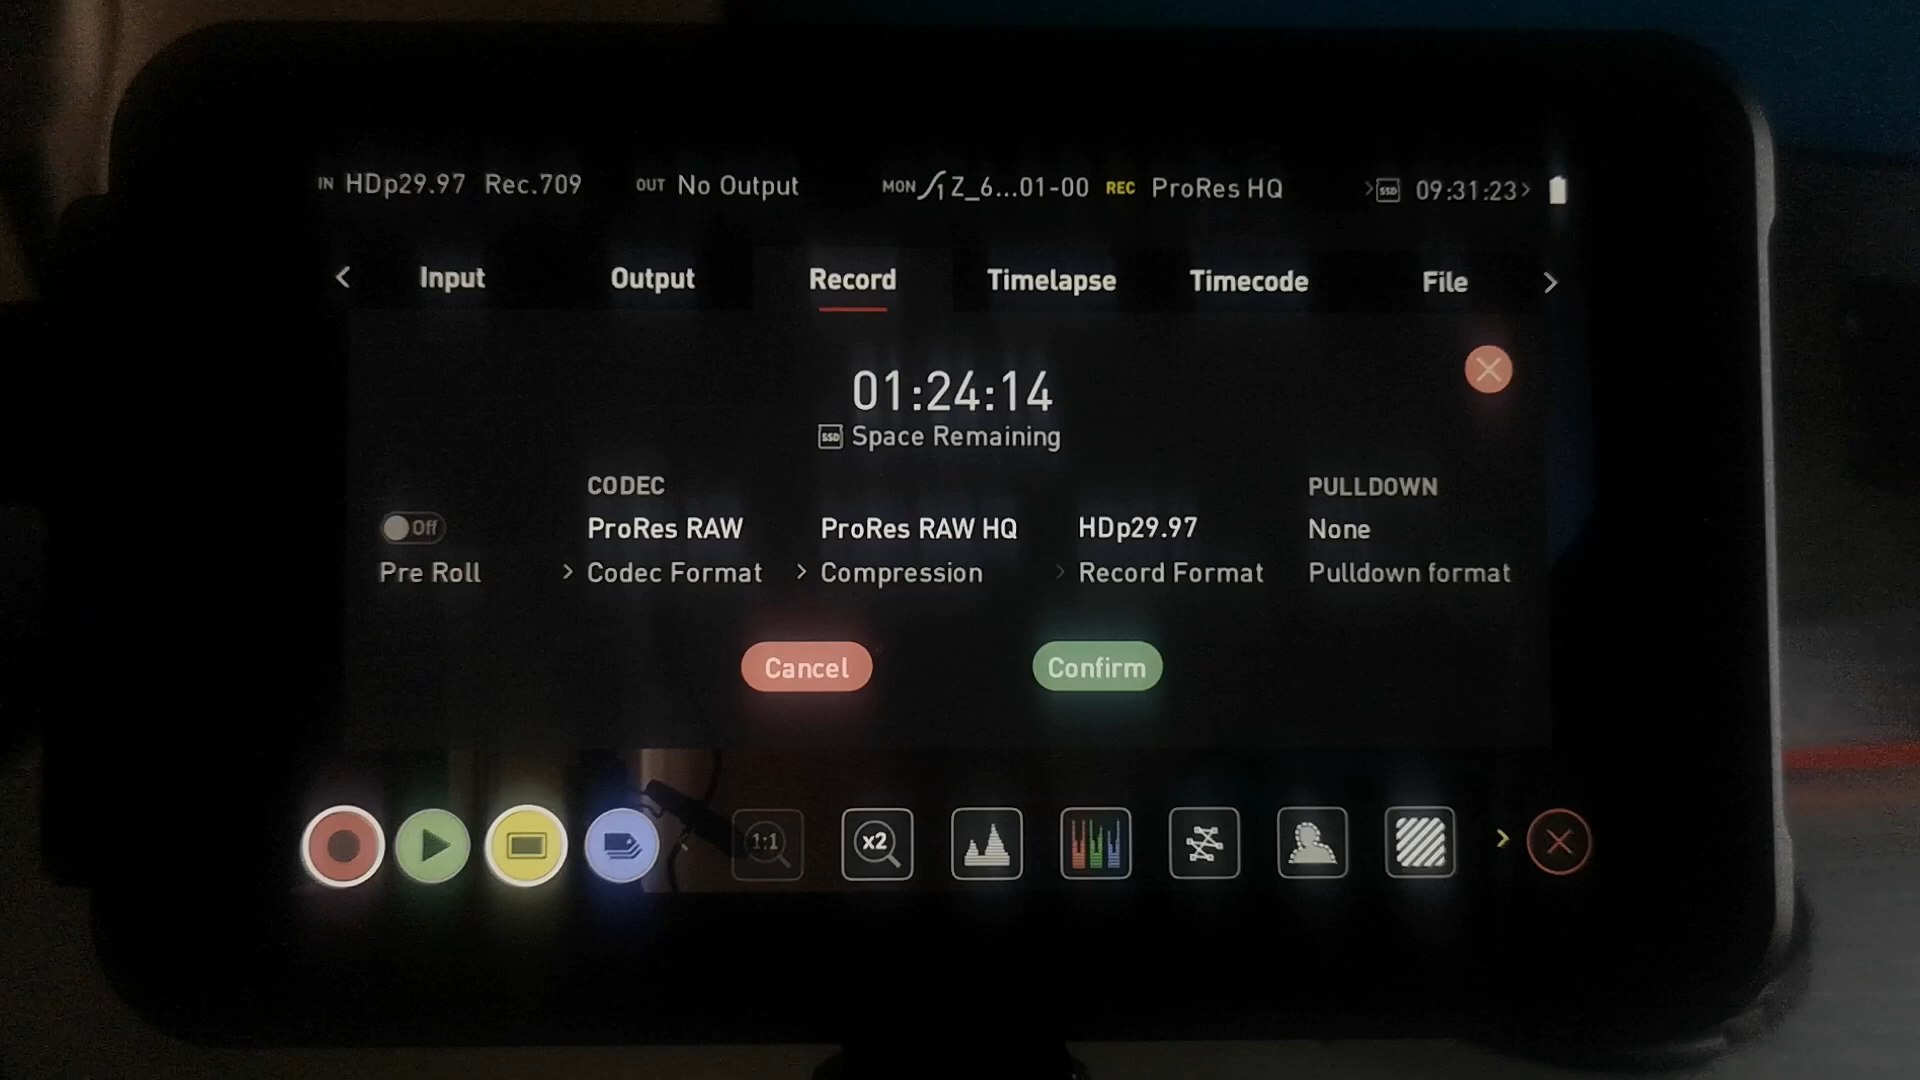 IN HDp29.97 Rec.709 OUT No Output MON Z_6...01-00 REC ProRes HQ SSD 09:31:23
Input Output Record Timelapse Timecode File
01:24:14
SSD Space Remaining
CODEC PULLDOWN
Off ProRes RAW ProRes RAW HQ HDp29.97 None
Pre Roll > Codec Format > Compression > Record Format Pulldown format
Cancel Confirm
1:1 x2